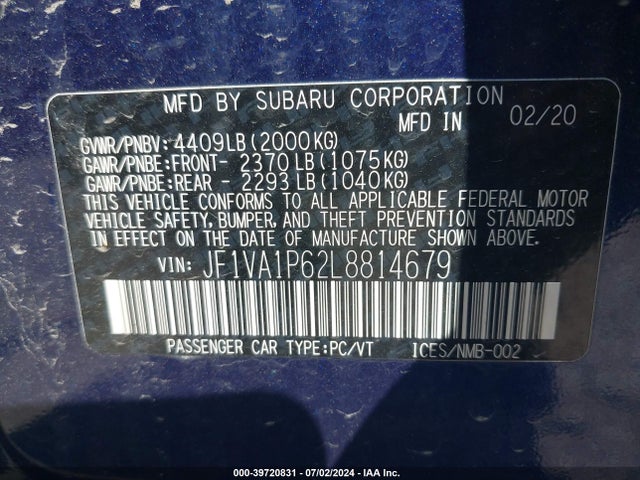 MFD BY SUBARU CORPORATION
MFD IN 02/20
GVWR/PNBV: 4409LB(2000KG)
GAWR/PNBE:FRONT- 2370LB(1075KG)
GAWR/PNBE:REAR - 2293LB(1040KG)
THIS VEHICLE CONFORMS TO ALL APPLICABLE FEDERAL MOTOR
VEHICLE SAFETY, BUMPER, AND THEFT PREVENTION STANDARDS
IN EFFECT ON THE DATE OF MANUFACTURE SHOWN ABOVE.
VIN: JF1VA1P62L8814679
PASSENGER CAR TYPE:PC/VT ICES/NMB-002
000-39720831 - 07/02/2024 - IAA Inc.